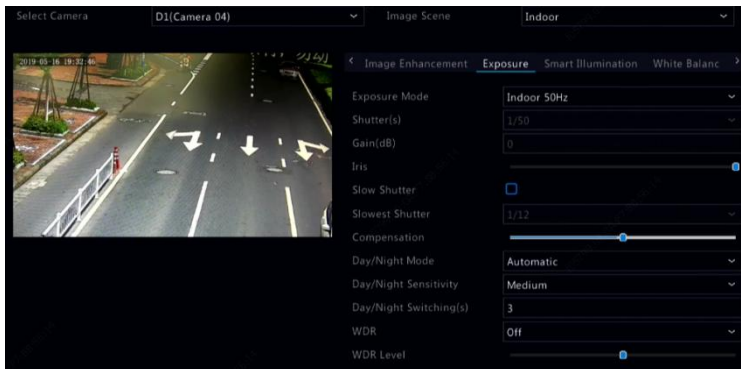 Select Camera D1(Camera 04) Image Scene Indoor
2019-05-16 19:32:46
Image Enhancement Exposure Smart Illumination White Balanc
Exposure Mode Indoor 50Hz
Shutter(s) 1/50
Gain(dB) 0
Iris
Slow Shutter
Slowest Shutter 1/12
Compensation
Day/Night Mode Automatic
Day/Night Sensitivity Medium
Day/Night Switching(s) 3
WDR Off
WDR Level